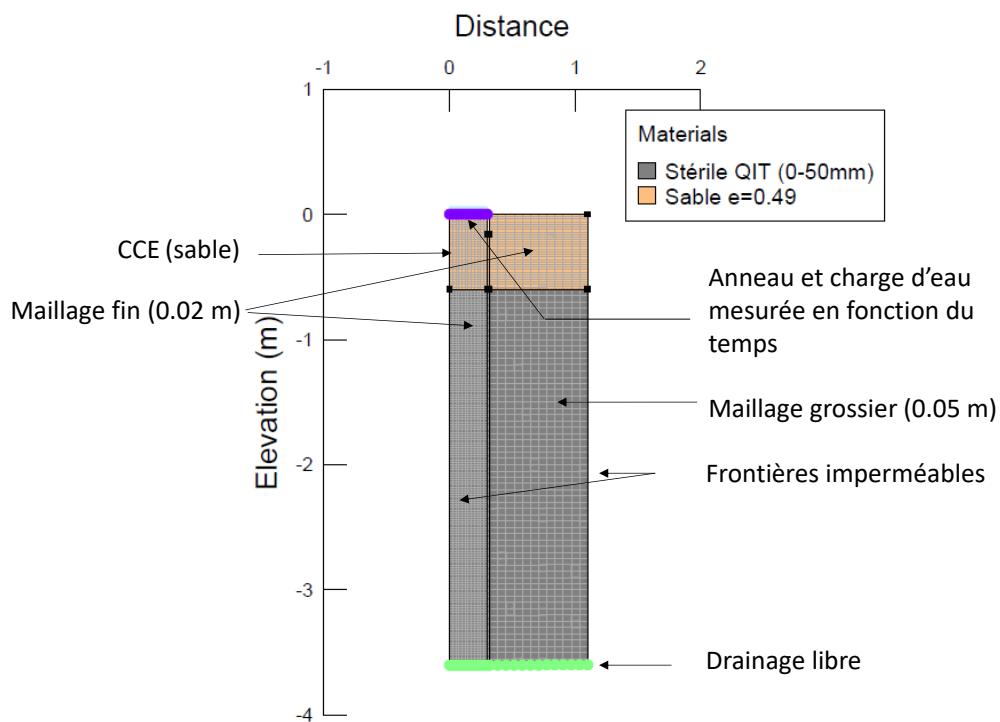 Distance
-1 0 1 2
1
0
-1
-2
-3
-4
Elevation (m)
Materials
Stérile QIT (0-50mm)
Sable e=0.49
CCE (sable)
Maillage fin (0.02 m)
Anneau et charge d’eau
mesurée en fonction du
temps
Maillage grossier (0.05 m)
Frontières imperméables
Drainage libre